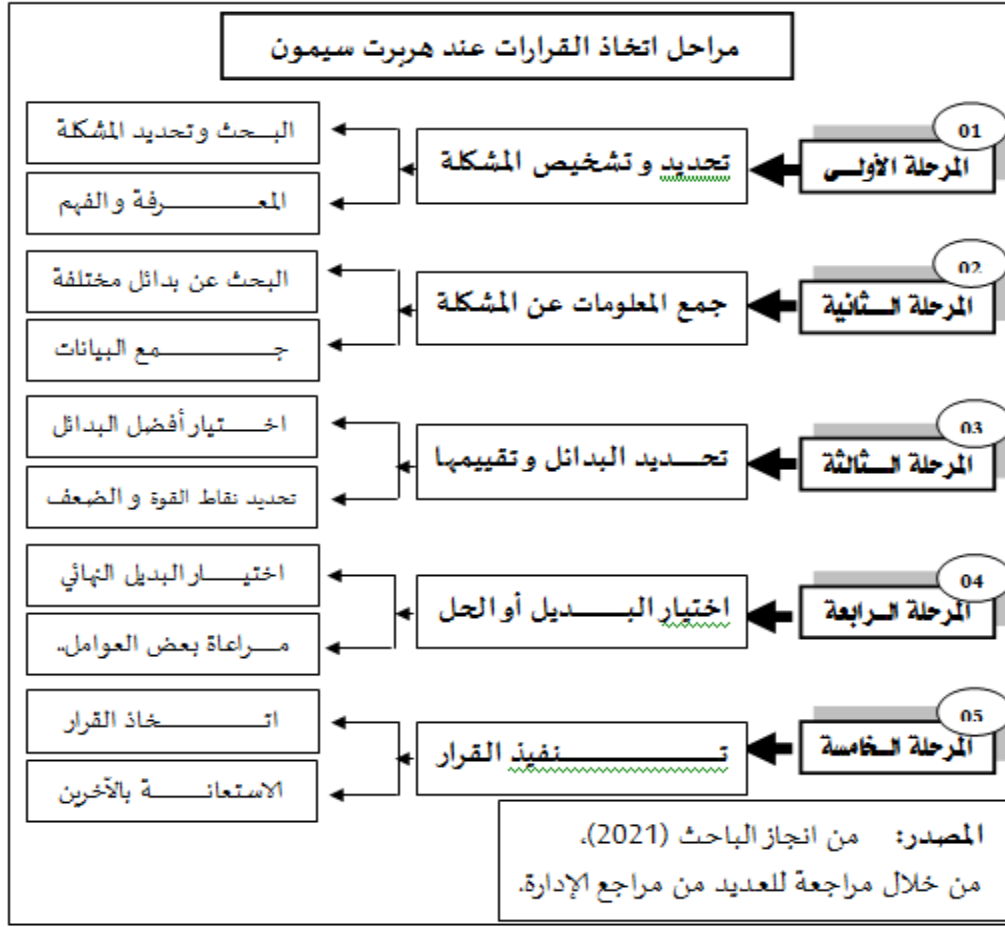 مراحل اتخاذ القرارات عند هربرت سيمون
01
المرحلة الأولى
تحديد و تشخيص المشكلة
البحث وتحديد المشكلة
المعرفة و الفهم
02
المرحلة الثانية
جمع المعلومات عن المشكلة
البحث عن بدائل مختلفة
جمع البيانات
03
المرحلة الثالثة
تحديد البدائل و تقييمها
اختيار أفضل البدائل
تحديد نقاط القوة و الضعف
04
المرحلة الرابعة
اختيار البديل أو الحل
اختيار البديل النهائي
مراعاة بعض العوامل..
05
المرحلة الخامسة
تنفيذ القرار
اتخاذ القرار
الاستعانة بالآخرين
المصدر: من انجاز الباحث (2021)،
من خلال مراجعة للعديد من مراجع الإدارة.